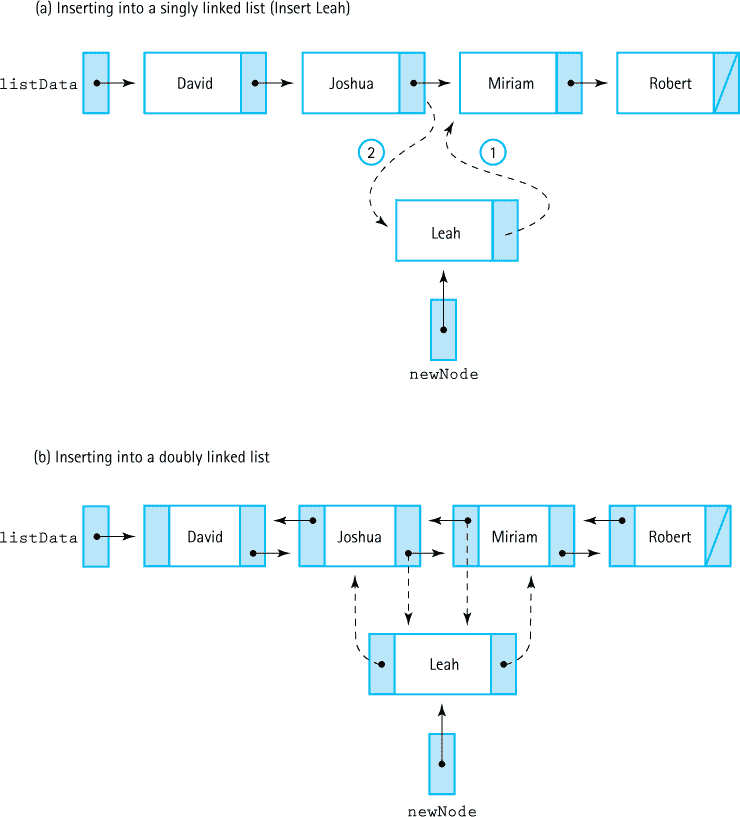 (a) Inserting into a singly linked list (Insert Leah)
listData David Joshua Miriam Robert
2 1
Leah
newNode
(b) Inserting into a doubly linked list
listData David Joshua Miriam Robert
Leah
newNode